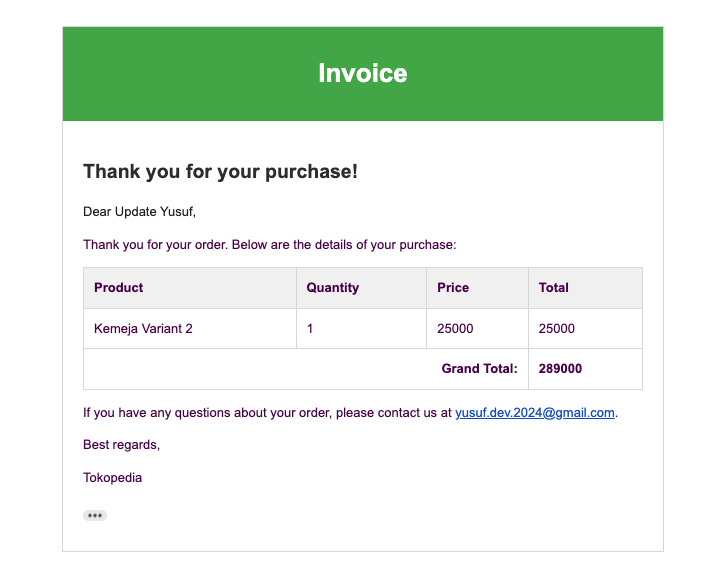 Invoice
Thank you for your purchase!
Dear Update Yusuf,
Thank you for your order. Below are the details of your purchase:
Product Quantity Price Total
Kemeja Variant 2 1 25000 25000
Grand Total: 289000
If you have any questions about your order, please contact us at yusuf.dev.2024@gmail.com.
Best regards,
Tokopedia